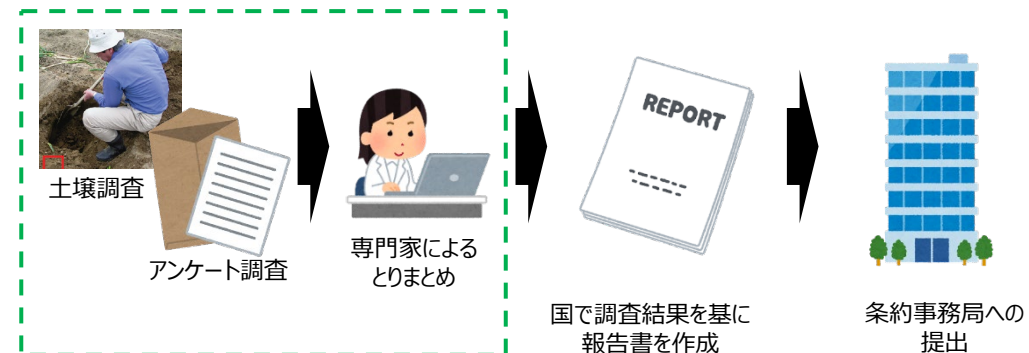 土壌調査
アンケート調査
専門家による
とりまとめ
REPORT
国で調査結果を基に
報告書を作成
条約事務局への
提出